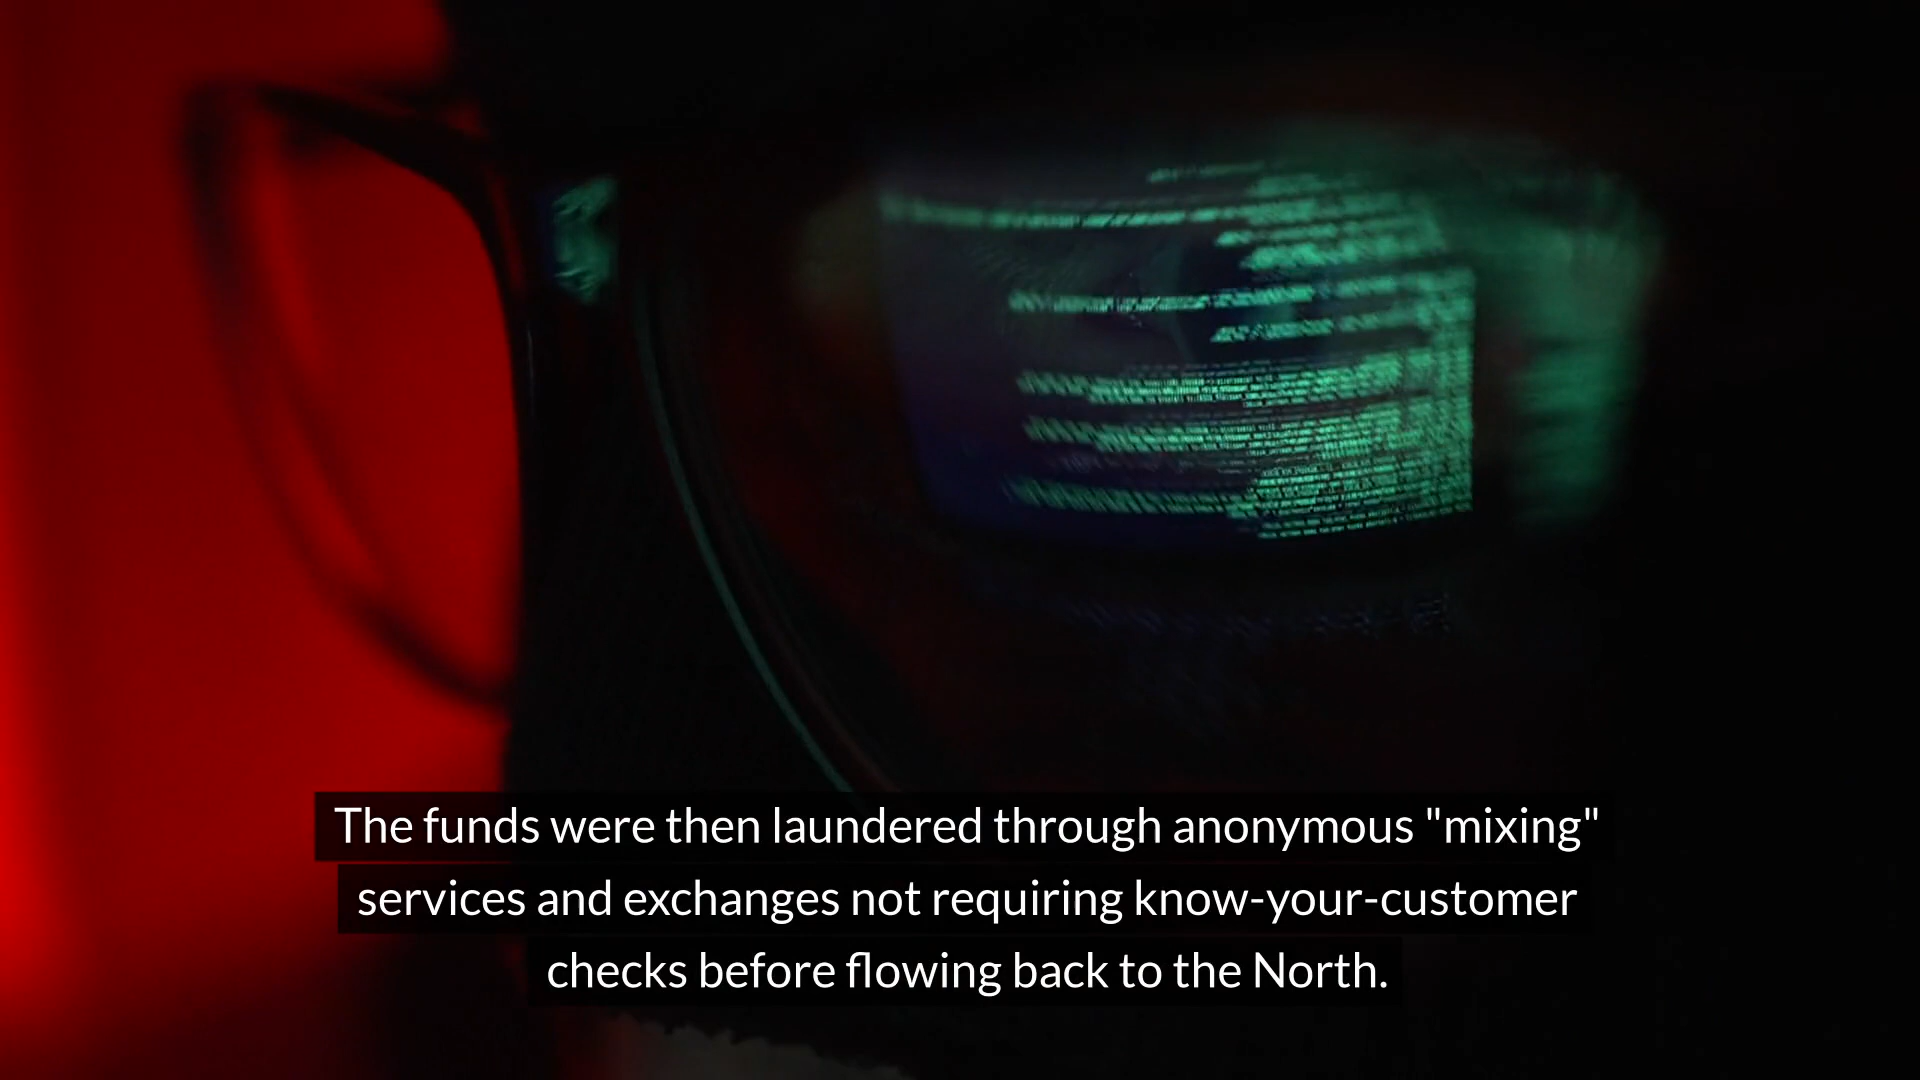 The funds were then laundered through anonymous "mixing"
services and exchanges not requiring know-your-customer
checks before flowing back to the North.